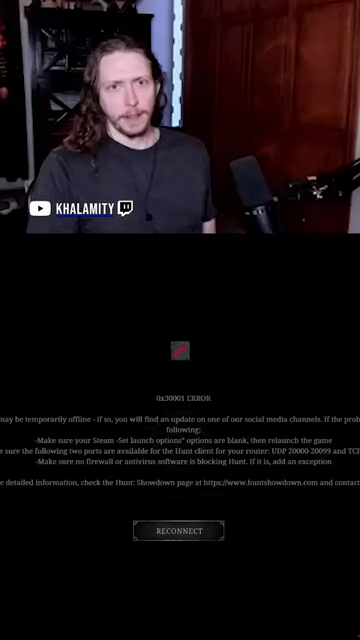 KHALAMITY
0x30001 ERROR
may be temporarily offline - if so, you will find an update on one of our social media channels. If the prob
following:
-Make sure your Steam -Set launch options" options are blank, then relaunch the game
e sure the following two ports are available for the Hunt client for your router: UDP 20000-20099 and TCP
-Make sure no firewall or antivirus software is blocking Hunt. If it is, add an exception
e detailed information, check the Hunt: Showdown page at https://www.huntshowdown.com and contact
RECONNECT